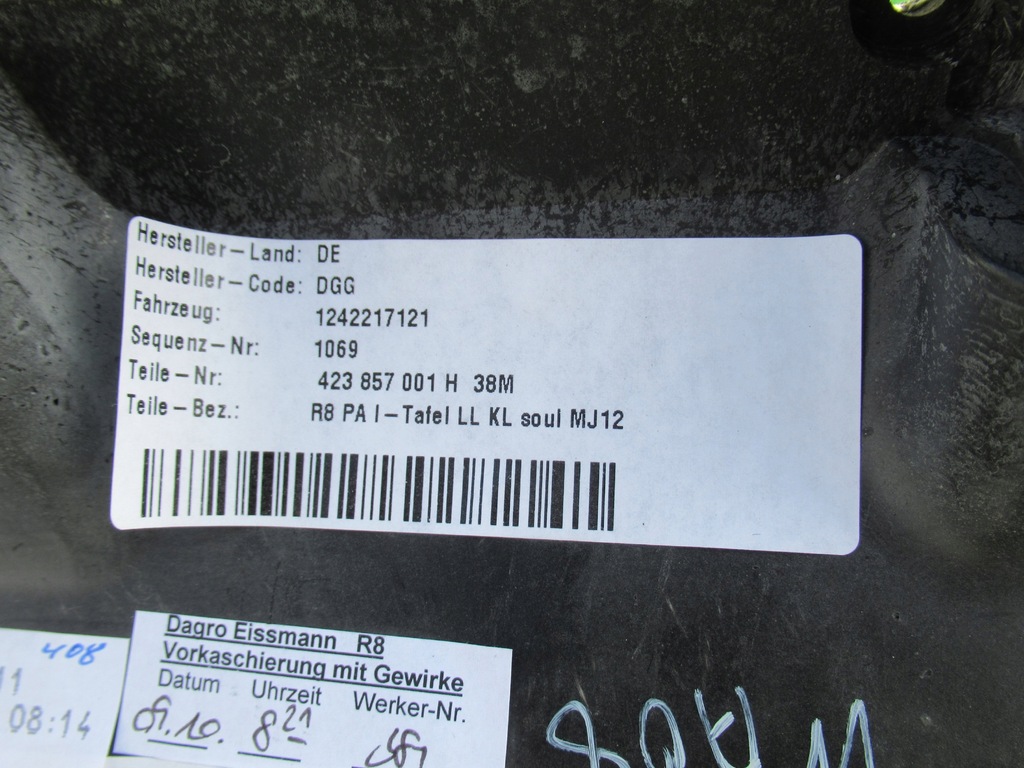 Hersteller-Land: DE
Hersteller-Code: DGG
Fahrzeug: 1242217121
Sequenz-Nr: 1069
Teile-Nr: 423 857 001 H 38M
Teile-Bez.: R8 PA I-Tafel LL KL soul MJ12
408
11
08:14
Dagro Eissmann R8
Vorkaschierung mit Gewirke
Datum Uhrzeit Werker-Nr.
8 21